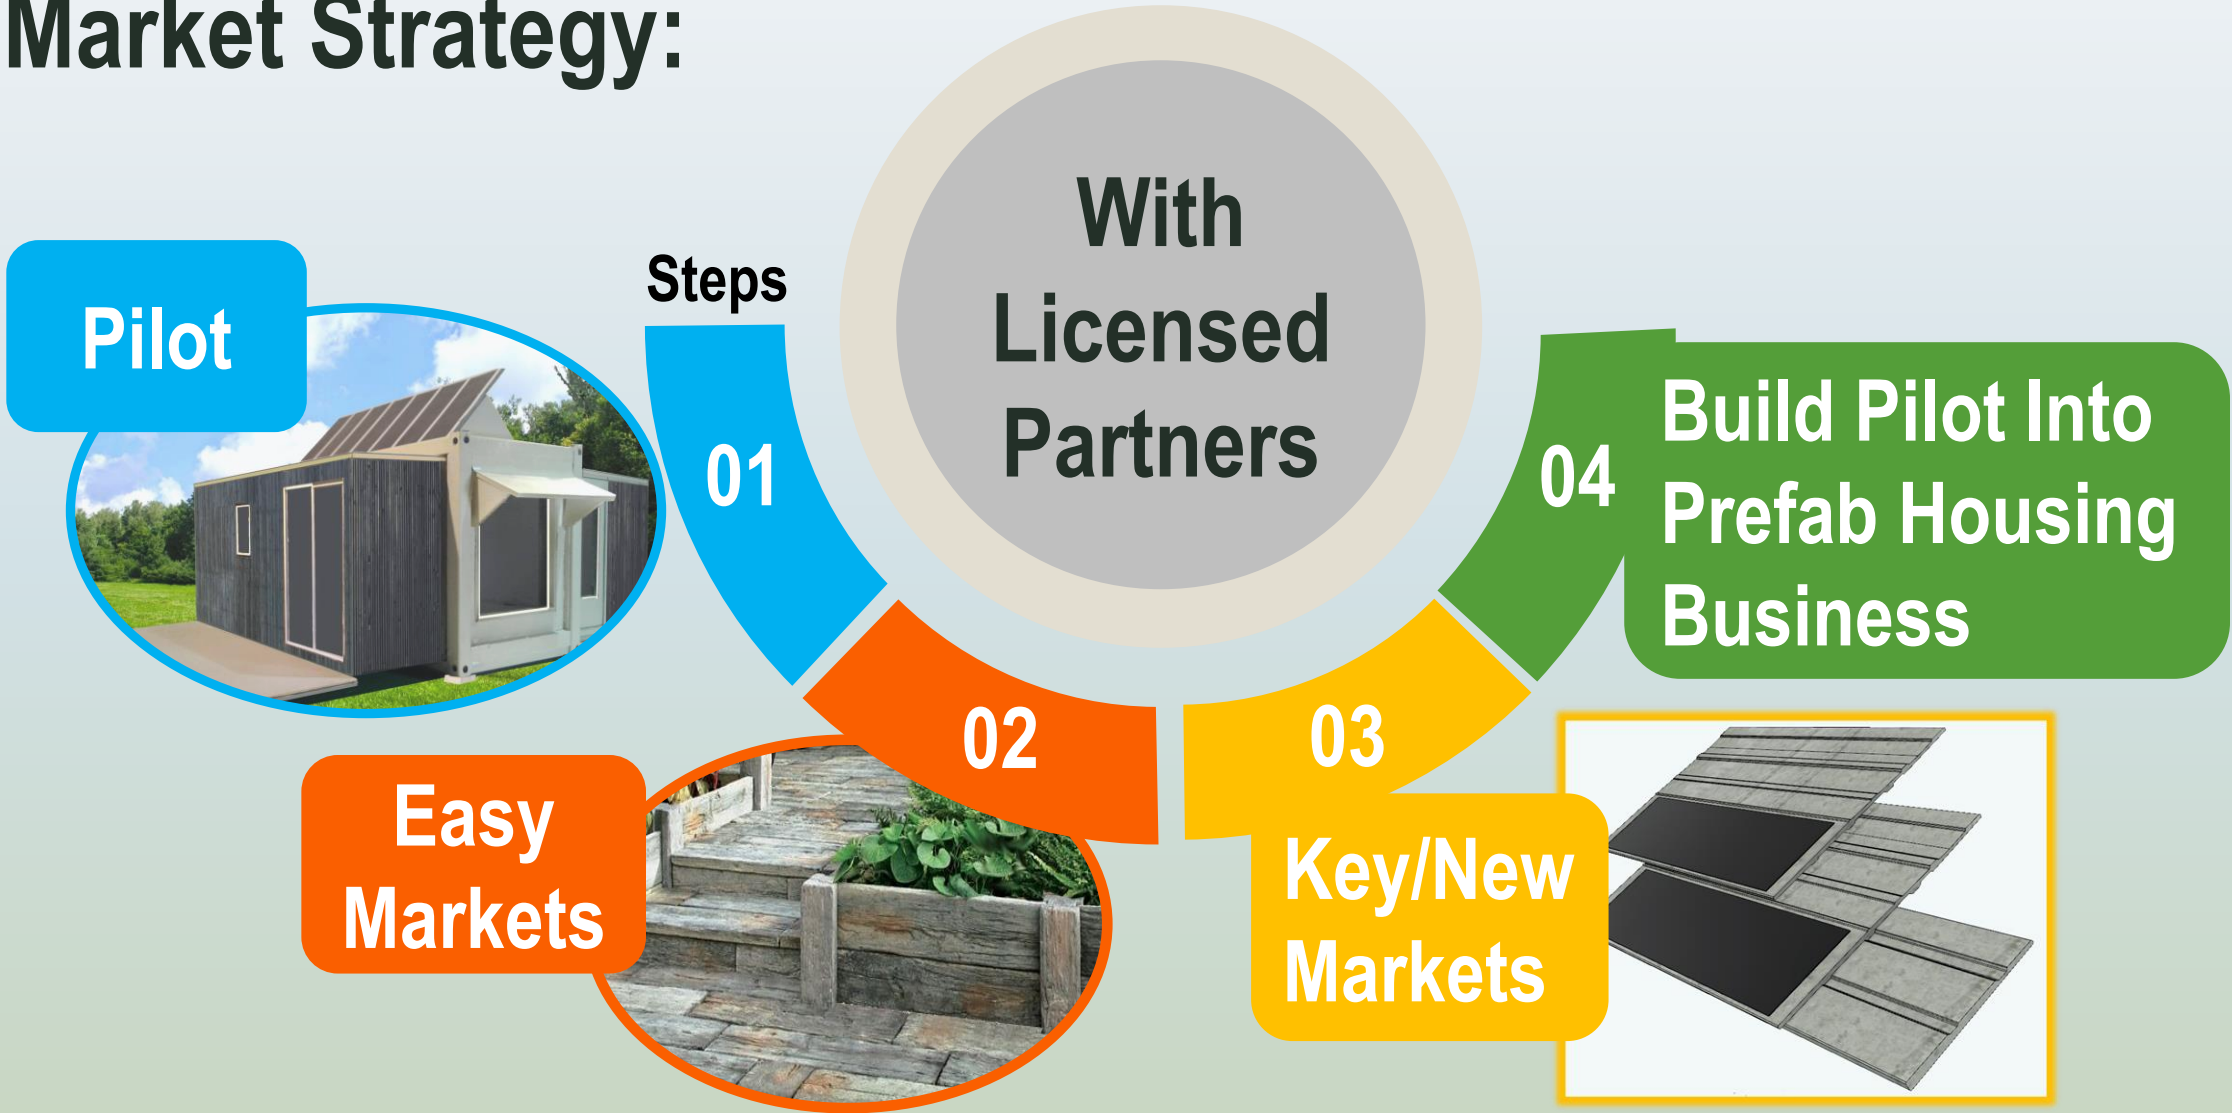 Market Strategy:
With
Licensed
Partners
Steps
Pilot
01
02
03
04
Easy
Markets
Key/New
Markets
Build Pilot Into
Prefab Housing
Business